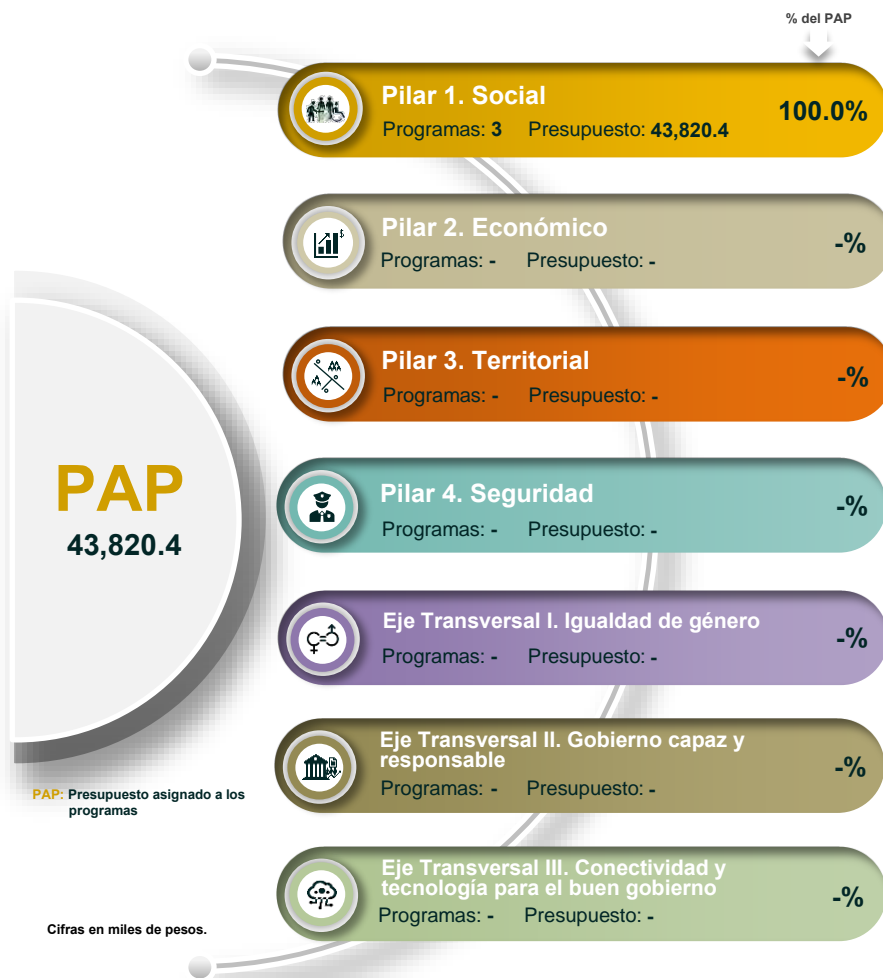 % del PAP
Pilar 1. Social
Programas: 3 Presupuesto: 43,820.4
100.0%
Pilar 2. Económico
Programas: - Presupuesto: -
-%
Pilar 3. Territorial
Programas: - Presupuesto: -
-%
PAP
43,820.4
Pilar 4. Seguridad
Programas: - Presupuesto: -
-%
Eje Transversal I. Igualdad de género
Programas: - Presupuesto: -
-%
Eje Transversal II. Gobierno capaz y
responsable
Programas: - Presupuesto: -
-%
PAP: Presupuesto asignado a los
programas
Eje Transversal III. Conectividad y
tecnología para el buen gobierno
Programas: - Presupuesto: -
-%
Cifras en miles de pesos.